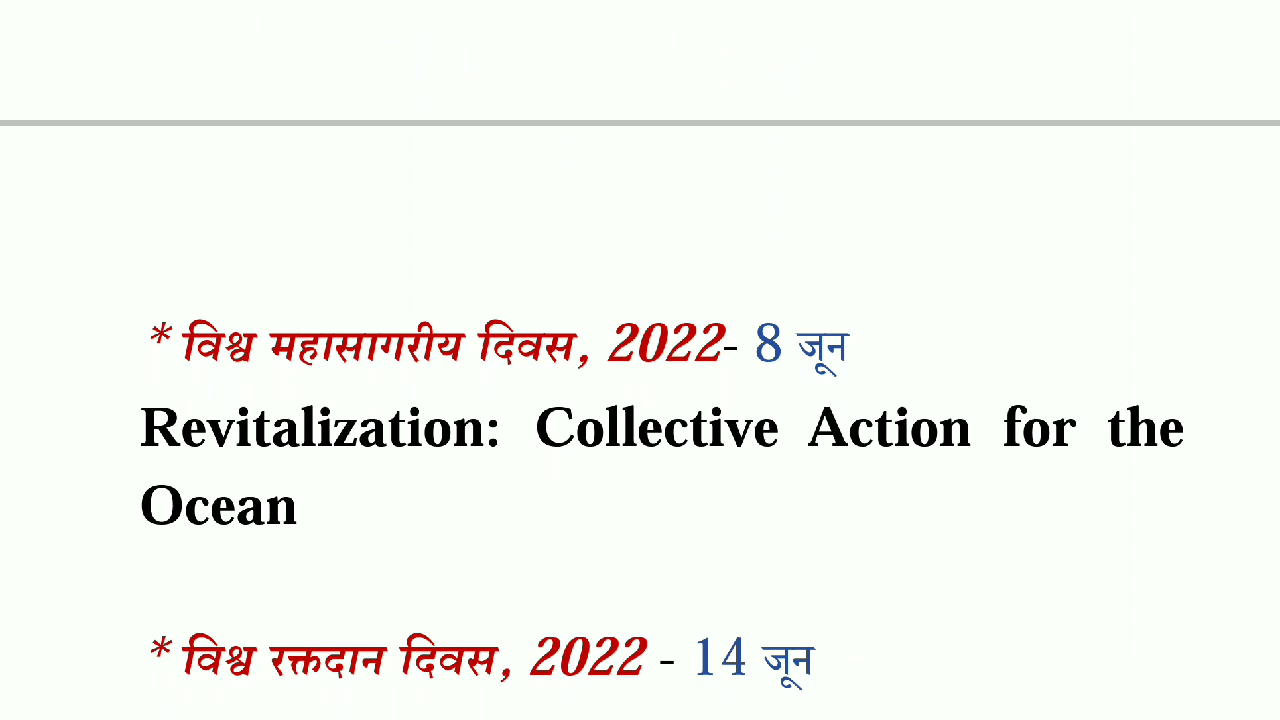 * विश्व महासागरीय दिवस, 2022- 8 जून
Revitalization: Collective Action for the
Ocean
* विश्व रक्तदान दिवस, 2022 - 14 जून